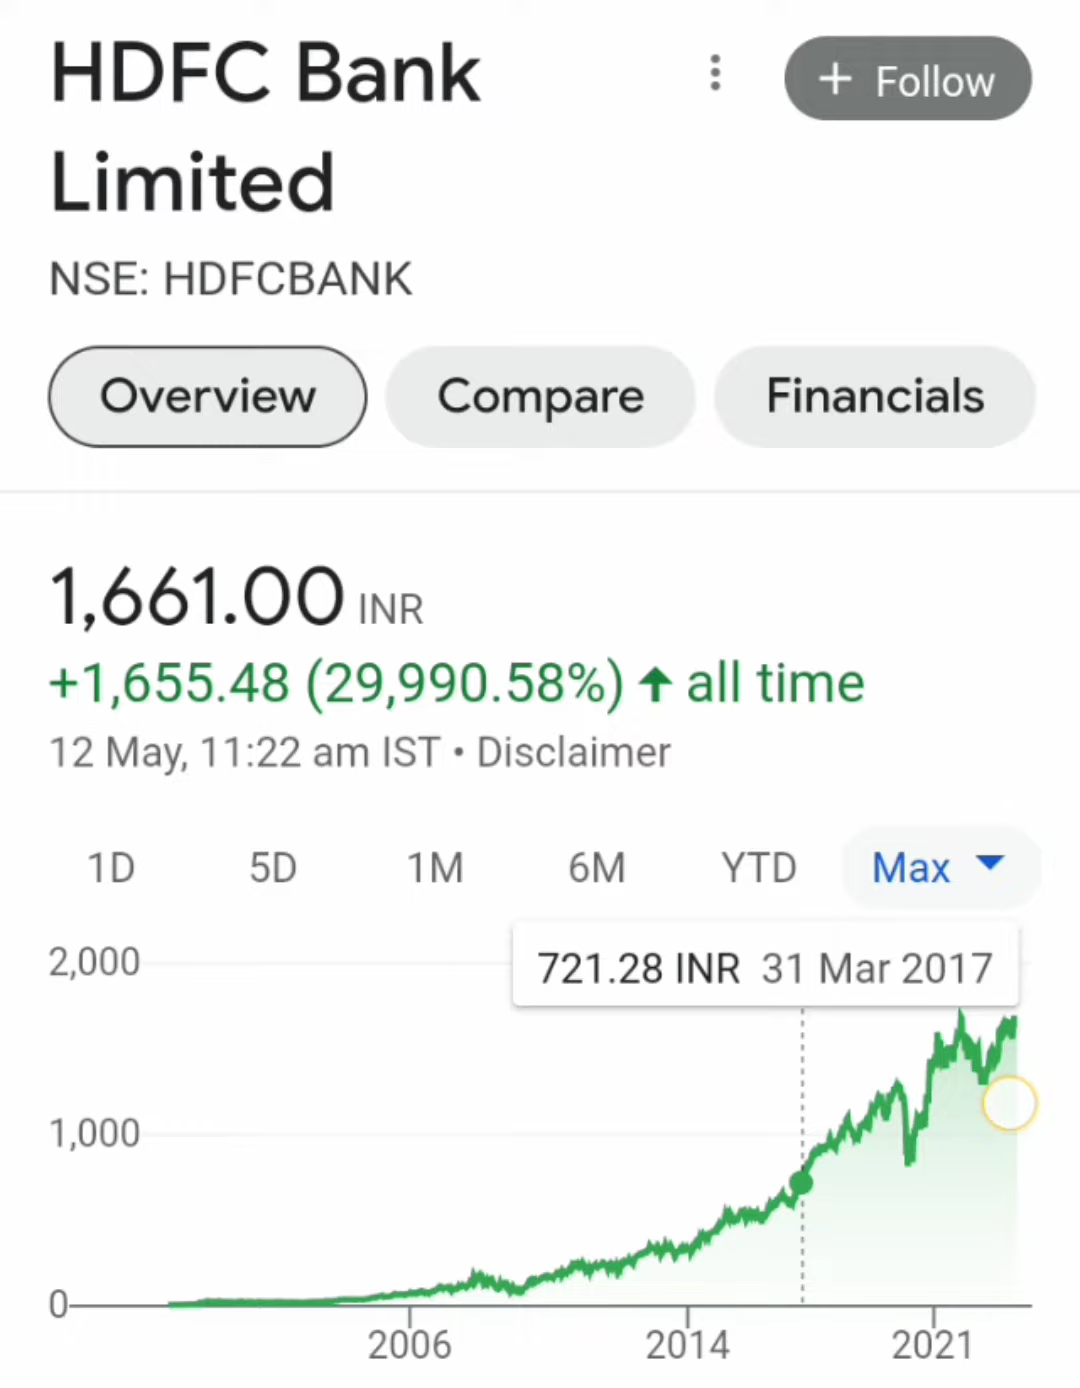 HDFC Bank
Limited
+ Follow
NSE: HDFCBANK
Overview Compare Financials
1,661.00 INR
+1,655.48 (29,990.58%) ↑ all time
12 May, 11:22 am IST • Disclaimer
1D 5D 1M 6M YTD Max
721.28 INR 31 Mar 2017
2,000
1,000
0
2006 2014 2021